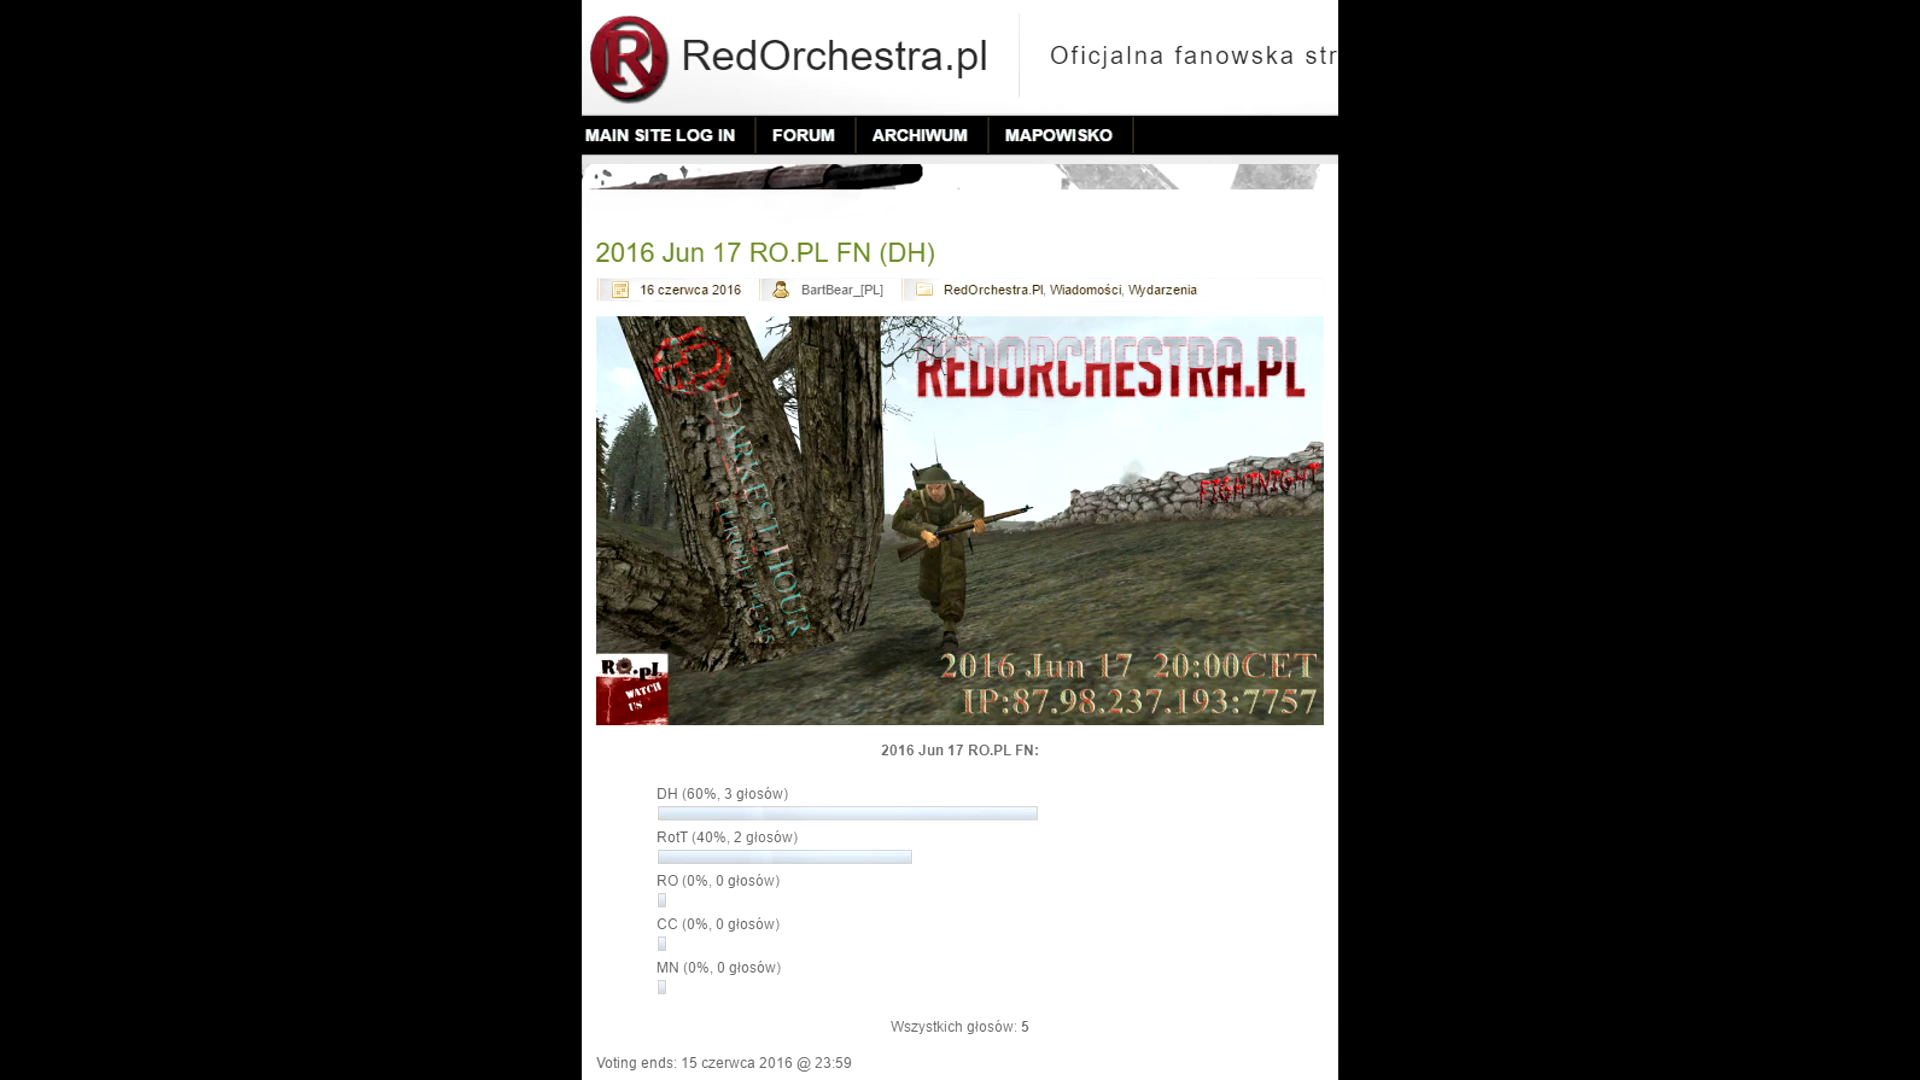 RedOrchestra.pl
Oficjalna fanowska str
MAIN SITE LOG IN FORUM ARCHIWUM MAPOWISKO
2016 Jun 17 RO.PL FN (DH)
16 czerwca 2016 BartBear_[PL] RedOrchestra.Pl, Wiadomości, Wydarzenia
REDORCHESTRA.PL
DARKEST HOUR
EUROPE '44-'45
FIGHTNIGHT
RO.pL
WATCH
US
2016 Jun 17 20:00CET
IP:87.98.237.193:7757
2016 Jun 17 RO.PL FN:
DH (60%, 3 głosów)
RotT (40%, 2 głosów)
RO (0%, 0 głosów)
CC (0%, 0 głosów)
MN (0%, 0 głosów)
Wszystkich głosów: 5
Voting ends: 15 czerwca 2016 @ 23:59